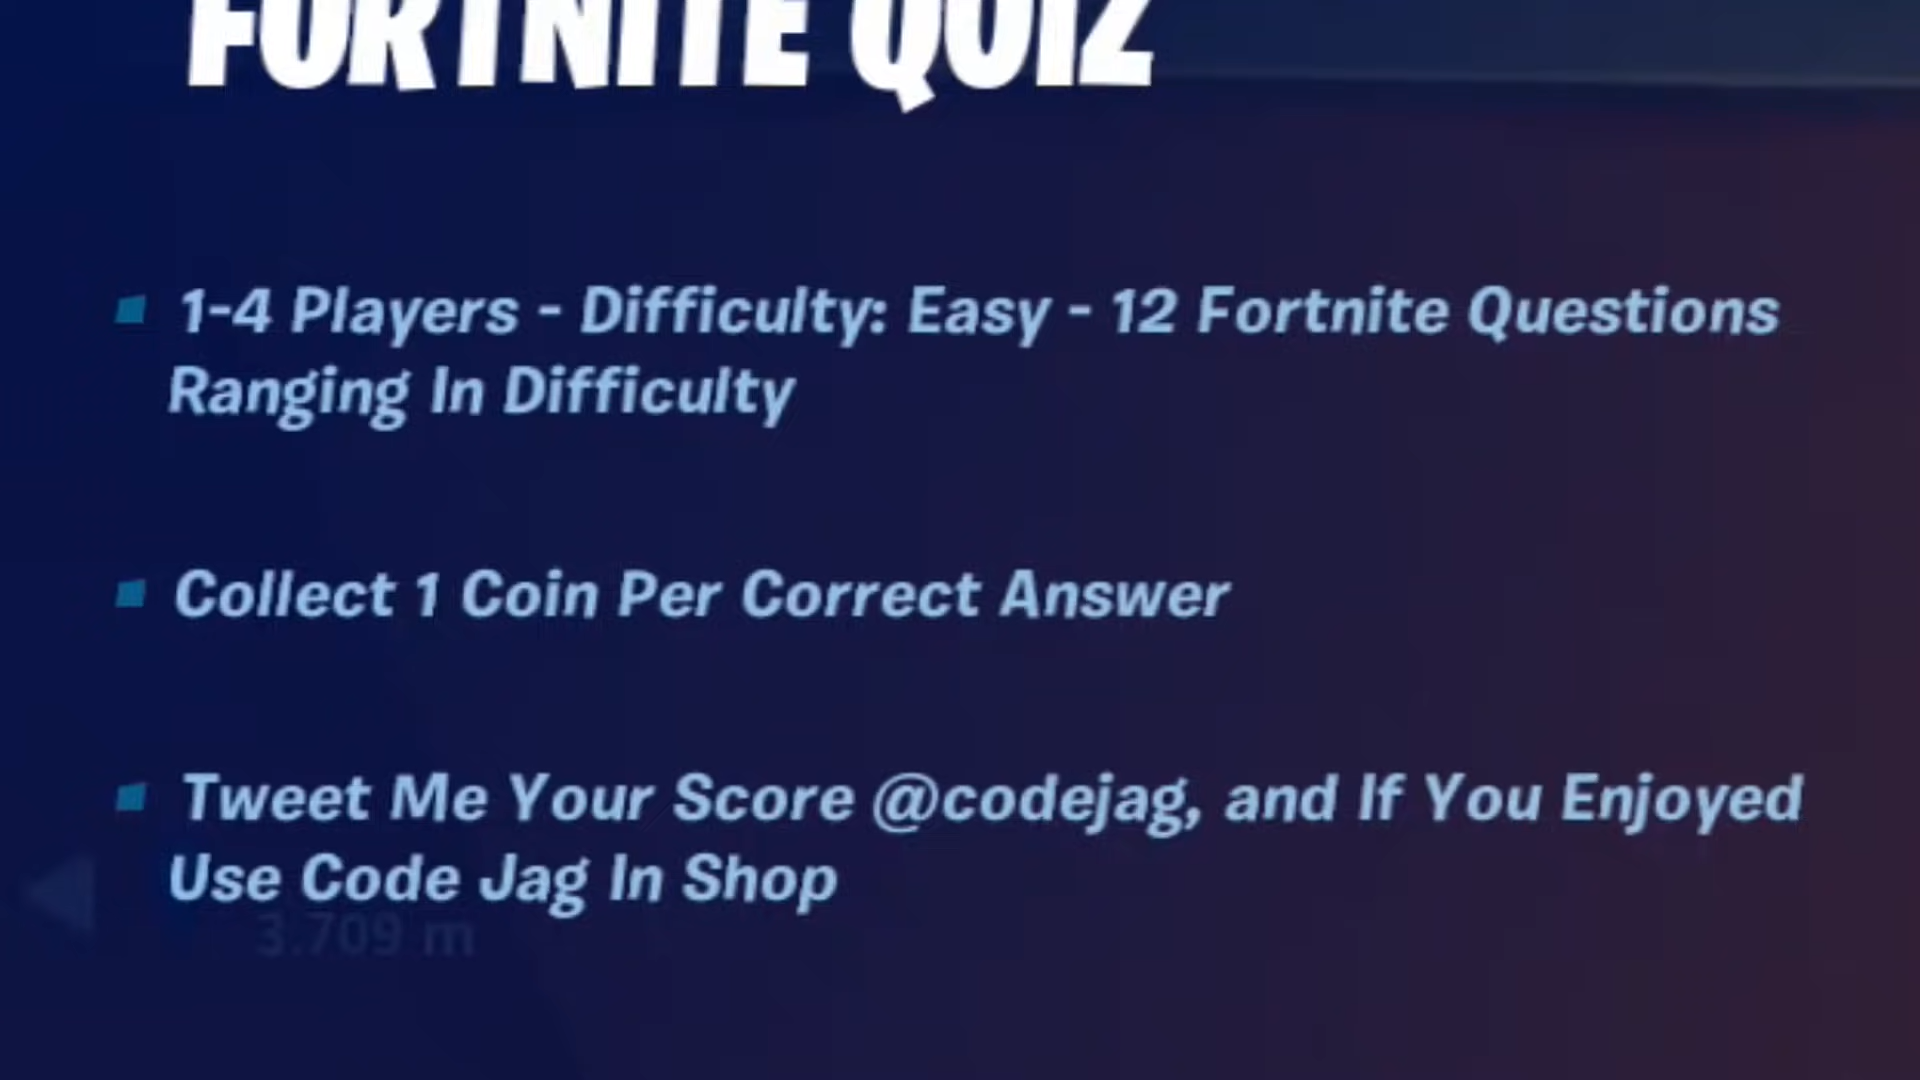 FORTNITE QUIZ
1-4 Players - Difficulty: Easy - 12 Fortnite Questions
Ranging In Difficulty
Collect 1 Coin Per Correct Answer
Tweet Me Your Score @codejag, and If You Enjoyed
Use Code Jag In Shop
3.709 m